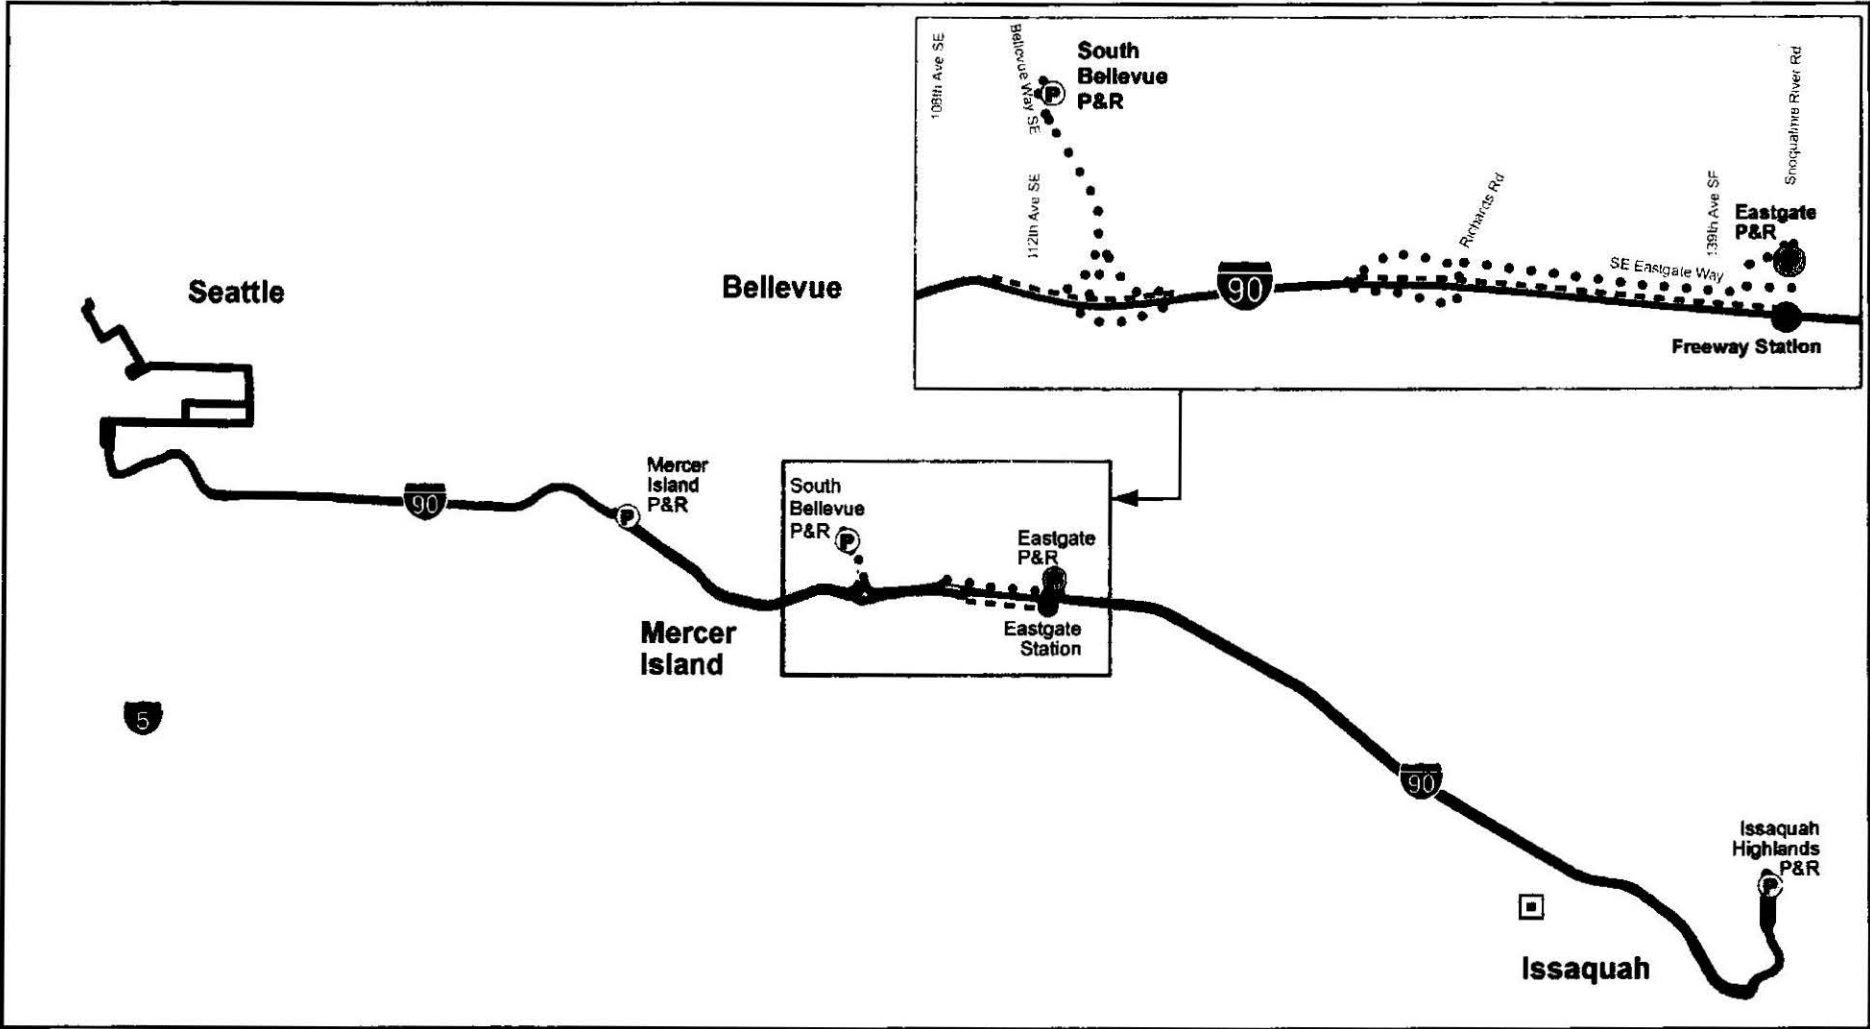 108th Ave SE
Bellevue Way SE
South
Bellevue
P&R
P
112th Ave SE
Richards Rd
139th Ave SE
Snoqualmie River Rd
Eastgate
P&R
SE Eastgate Way
90
Freeway Station
Seattle
Bellevue
Mercer
Island
P&R
P
90
South
Bellevue
P&R
P
Eastgate
P&R
Eastgate
Station
Mercer
Island
5
90
Issaquah
Highlands
P&R
P
Issaquah